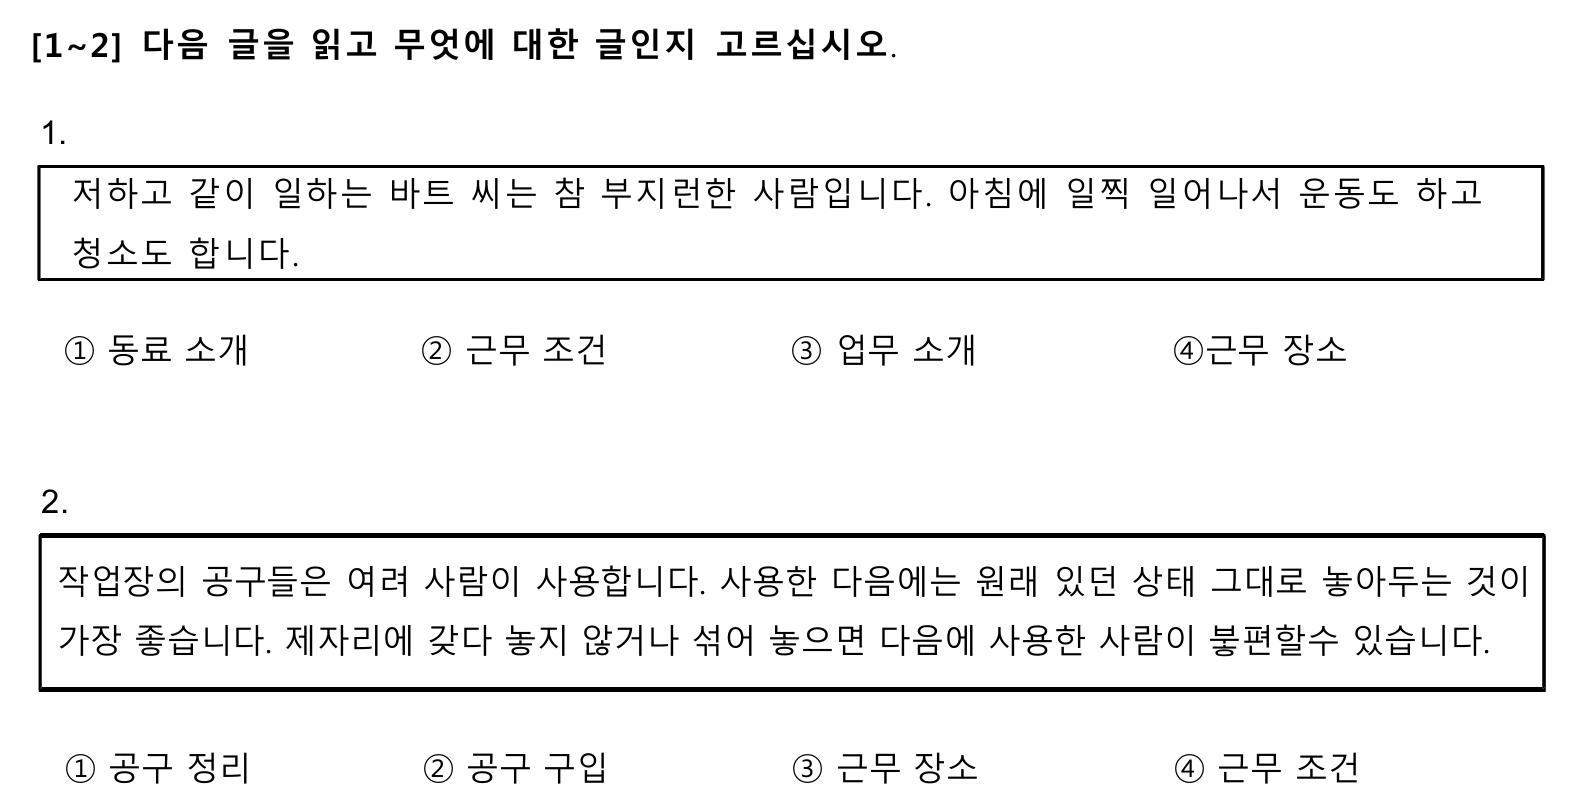 [1~2] 다음 글을 읽고 무엇에 대한 글인지 고르십시오.
1.
저하고 같이 일하는 바트 씨는 참 부지런한 사람입니다. 아침에 일찍 일어나서 운동도 하고
청소도 합니다.
① 동료 소개 ② 근무 조건 ③ 업무 소개 ④근무 장소
2.
작업장의 공구들은 여려 사람이 사용합니다. 사용한 다음에는 원래 있던 상태 그대로 놓아두는 것이
가장 좋습니다. 제자리에 갖다 놓지 않거나 섞어 놓으면 다음에 사용한 사람이 붛편할수 있습니다.
① 공구 정리 ② 공구 구입 ③ 근무 장소 ④ 근무 조건